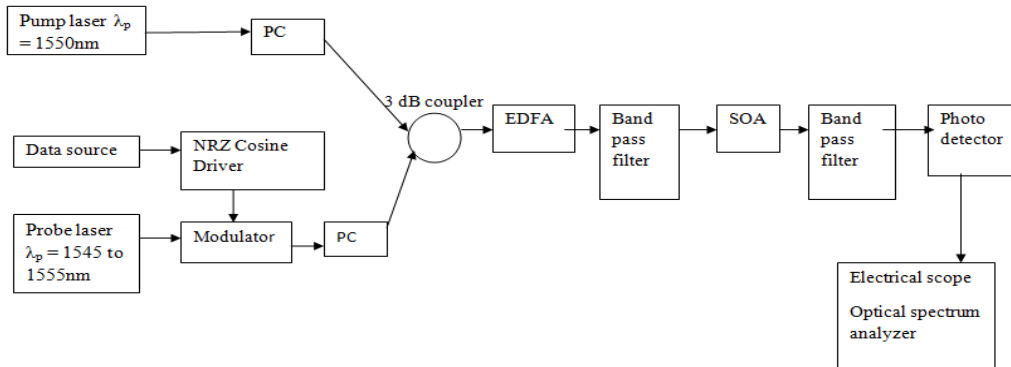 Pump laser λp
= 1550nm
PC
3 dB coupler
EDFA
Band
pass
filter
SOA
Band
pass
filter
Photo
detector
Data source
NRZ Cosine
Driver
Probe laser
λp = 1545 to
1555nm
Modulator
PC
Electrical scope
Optical spectrum
analyzer